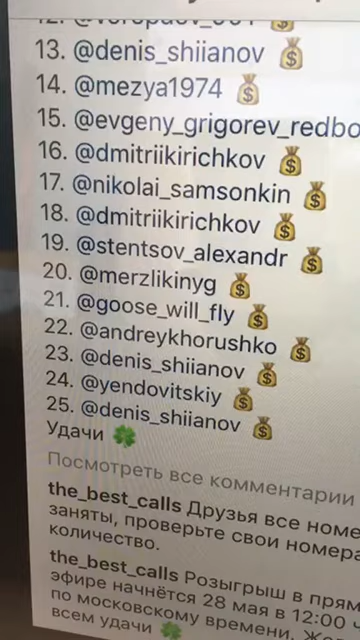 13. @denis_shiianov 💰
14. @mezya1974 💰
15. @evgeny_grigorev_redbo
16. @dmitriikirichkov 💰
17. @nikolai_samsonkin 💰
18. @dmitriikirichkov 💰
19. @stentsov_alexandr 💰
20. @merzlikinyg 💰
21. @goose_will_fly 💰
22. @andreykhorushko 💰
23. @denis_shiianov 💰
24. @yendovitskiy 💰
25. @denis_shiianov 💰
Удачи 🍀
Посмотреть все комментарии
the_best_calls Друзья все номе
заняты, проверьте свои номера
количество.
the_best_calls Розыгрыш в прям
эфире начнётся 28 мая в 12:00 ч
по московскому времени. Же
всем удачи 🍀